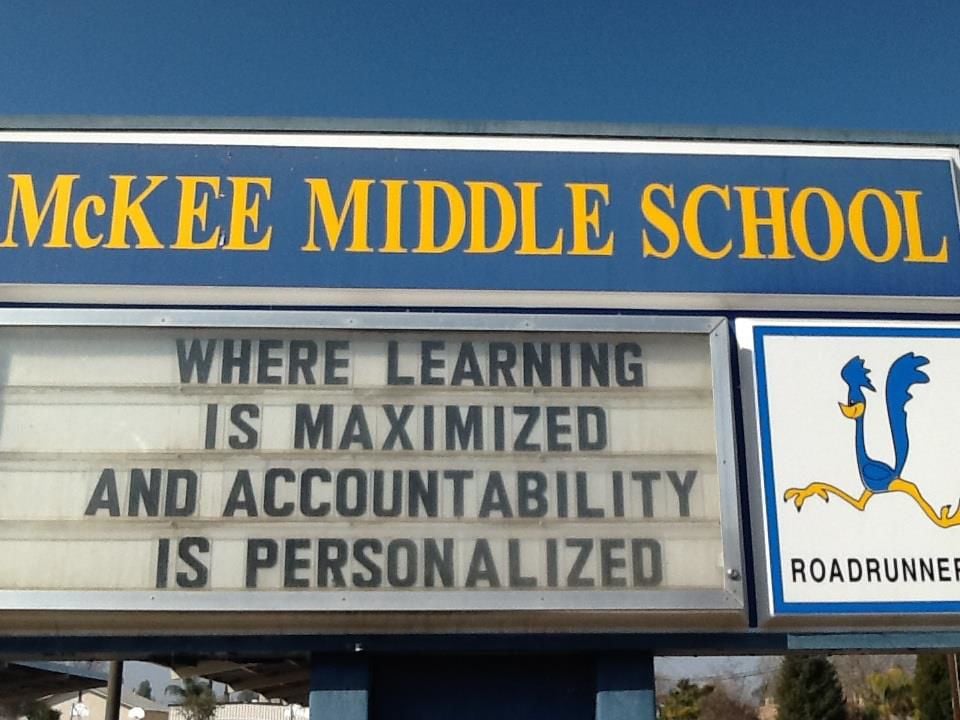 McKEE MIDDLE SCHOOL
WHERE LEARNING
IS MAXIMIZED
AND ACCOUNTABILITY
IS PERSONALIZED
ROADRUNNER